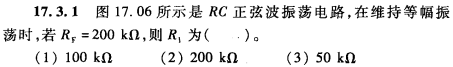 17.3.1 图 17.06 所示是 RC 正弦波振荡电路,在维持等幅振
荡时,若 R_F = 200 kΩ,则 R_1 为( )。
(1) 100 kΩ (2) 200 kΩ (3) 50 kΩ